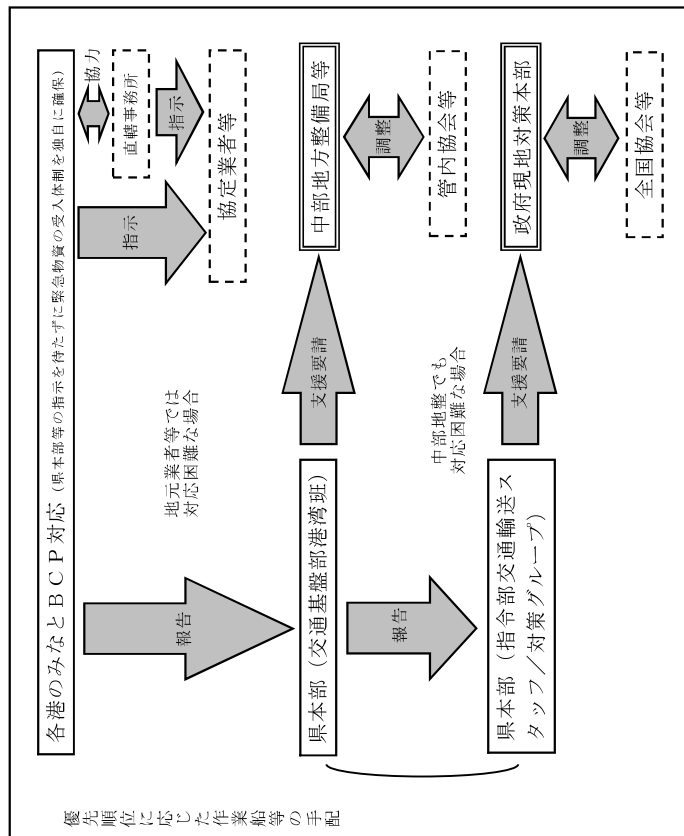 各港のみなとＢＣＰ対応（県本部等の指示を待たずに緊急物資の受入体制を独自に確保）
協力
直轄事務所
指示
指示
協定業者等
報告
地元業者等では
対応困難な場合
県本部（交通基盤部港湾班）
支援要請
中部地方整備局等
調整
管内協会等
報告
中部地整でも
対応困難な場合
県本部（指令部交通輸送ス
タッフ／対策グループ）
支援要請
政府現地対策本部
調整
全国協会等
優先順位に応じた作業船等の手配